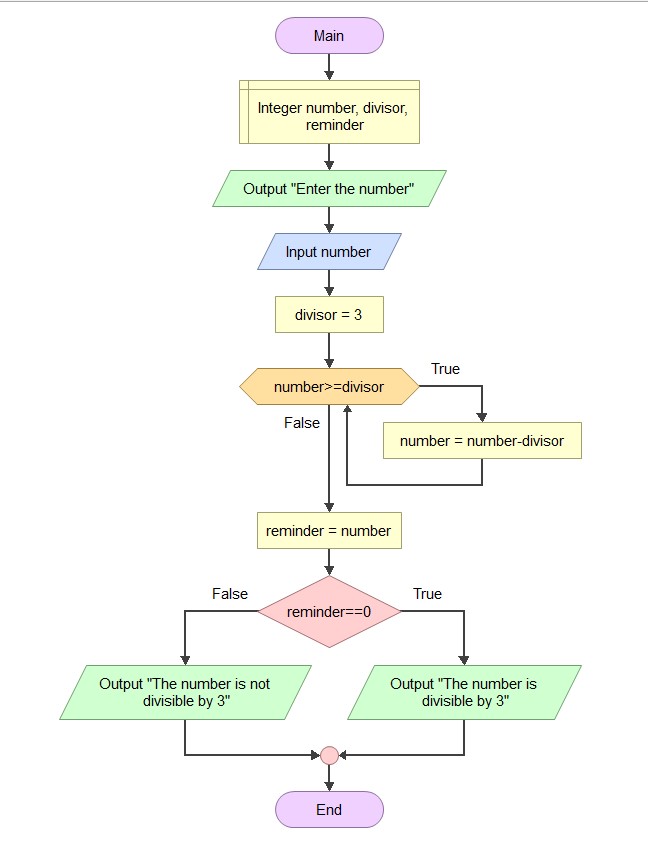 Main
Integer number, divisor,
reminder
Output "Enter the number"
Input number
divisor = 3
number>=divisor
True
False
number = number-divisor
reminder = number
False
True
reminder==0
Output "The number is not
divisible by 3"
Output "The number is
divisible by 3"
End